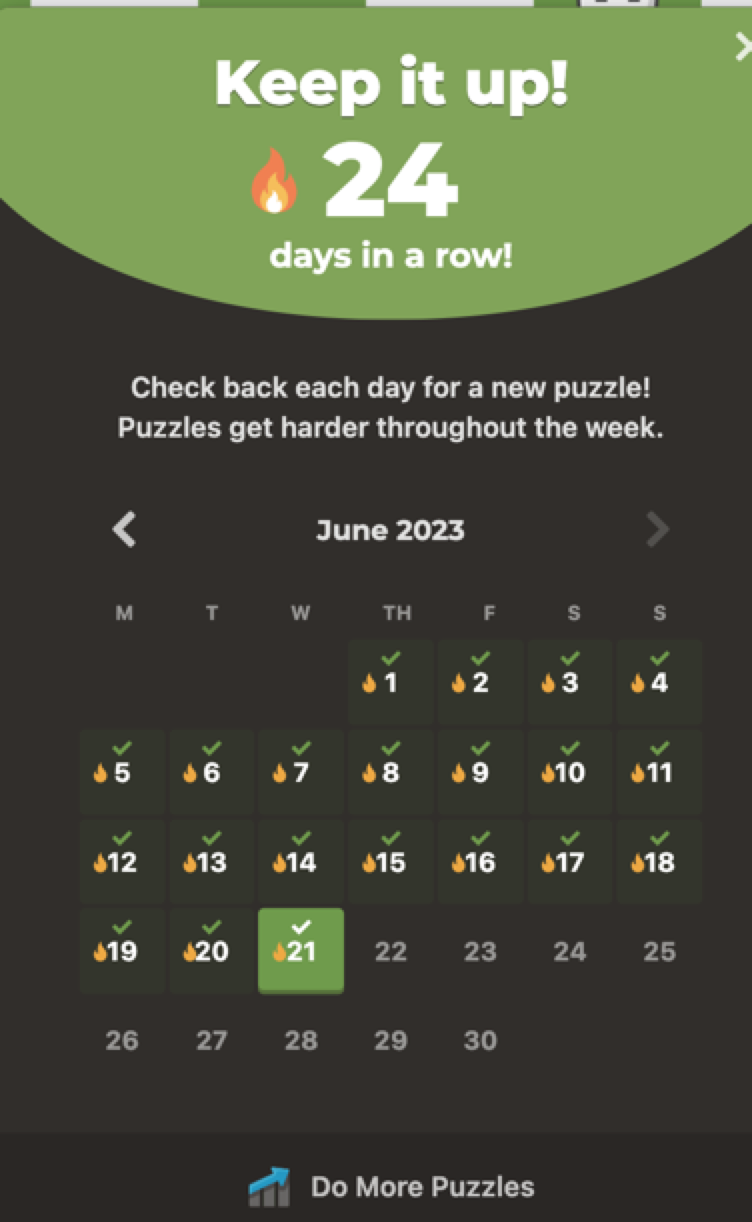 Keep it up!
24
days in a row!
Check back each day for a new puzzle!
Puzzles get harder throughout the week.
June 2023
M T W TH F S S
1 2 3 4
5 6 7 8 9 10 11
12 13 14 15 16 17 18
19 20 21 22 23 24 25
26 27 28 29 30
Do More Puzzles